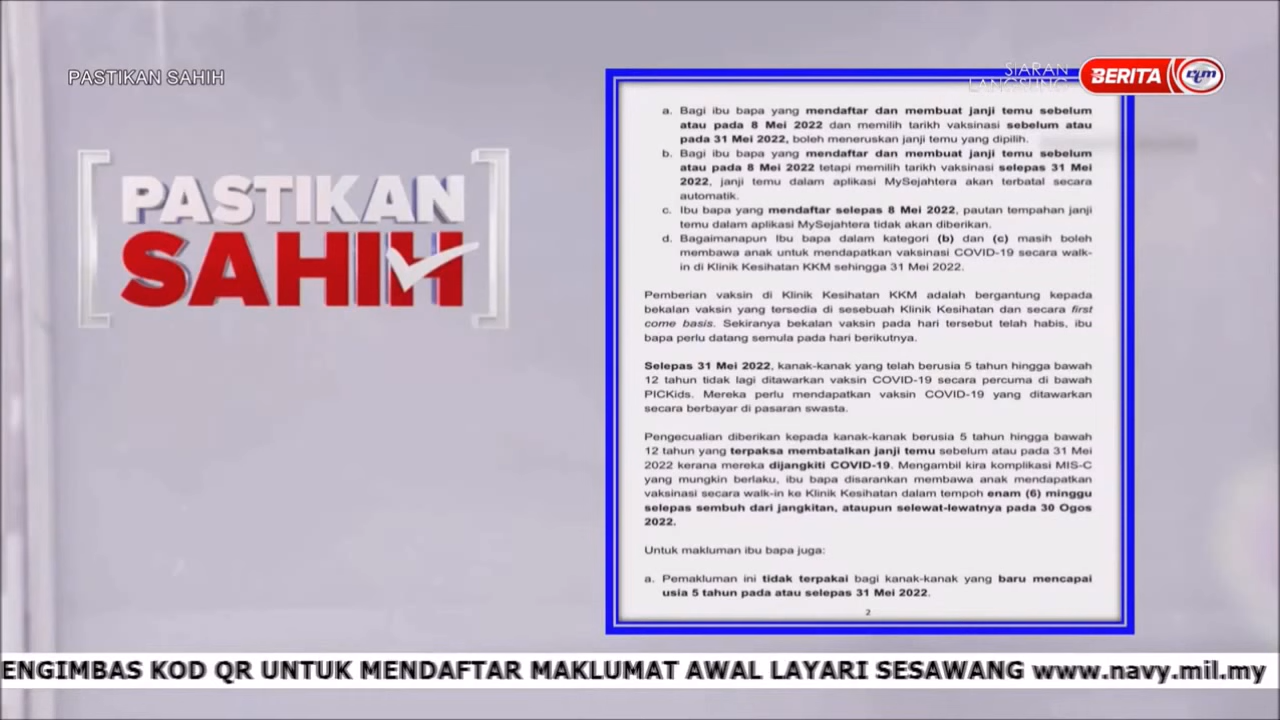 PASTIKAN SAHIH
SIARAN
LANGSUNG
BERITA rtm
PASTIKAN
SAHIH
a. Bagi ibu bapa yang mendaftar dan membuat janji temu sebelum
atau pada 8 Mei 2022 dan memilih tarikh vaksinasi sebelum atau
pada 31 Mei 2022, boleh meneruskan janji temu yang dipilih.
b. Bagi ibu bapa yang mendaftar dan membuat janji temu sebelum
atau pada 8 Mei 2022 tetapi memilih tarikh vaksinasi selepas 31 Mei
2022, janji temu dalam aplikasi MySejahtera akan terbatal secara
automatik.
c. Ibu bapa yang mendaftar selepas 8 Mei 2022, pautan tempahan janji
temu dalam aplikasi MySejahtera tidak akan diberikan.
d. Bagaimanapun Ibu bapa dalam kategori (b) dan (c) masih boleh
membawa anak untuk mendapatkan vaksinasi COVID-19 secara walk-
in di Klinik Kesihatan KKM sehingga 31 Mei 2022.
Pemberian vaksin di Klinik Kesihatan KKM adalah bergantung kepada
bekalan vaksin yang tersedia di sesebuah Klinik Kesihatan dan secara first
come basis. Sekiranya bekalan vaksin pada hari tersebut telah habis, ibu
bapa perlu datang semula pada hari berikutnya.
Selepas 31 Mei 2022, kanak-kanak yang telah berusia 5 tahun hingga bawah
12 tahun tidak lagi ditawarkan vaksin COVID-19 secara percuma di bawah
PICKids. Mereka perlu mendapatkan vaksin COVID-19 yang ditawarkan
secara berbayar di pasaran swasta.
Pengecualian diberikan kepada kanak-kanak berusia 5 tahun hingga bawah
12 tahun yang terpaksa membatalkan janji temu sebelum atau pada 31 Mei
2022 kerana mereka dijangkiti COVID-19. Mengambil kira komplikasi MIS-C
yang mungkin berlaku, ibu bapa disarankan membawa anak mendapatkan
vaksinasi secara walk-in ke Klinik Kesihatan dalam tempoh enam (6) minggu
selepas sembuh dari jangkitan, ataupun selewat-lewatnya pada 30 Ogos
2022.
Untuk makluman ibu bapa juga:
a. Pemakluman ini tidak terpakai bagi kanak-kanak yang baru mencapai
usia 5 tahun pada atau selepas 31 Mei 2022.
2
ENGIMBAS KOD QR UNTUK MENDAFTAR MAKLUMAT AWAL LAYARI SESAWANG www.navy.mil.my